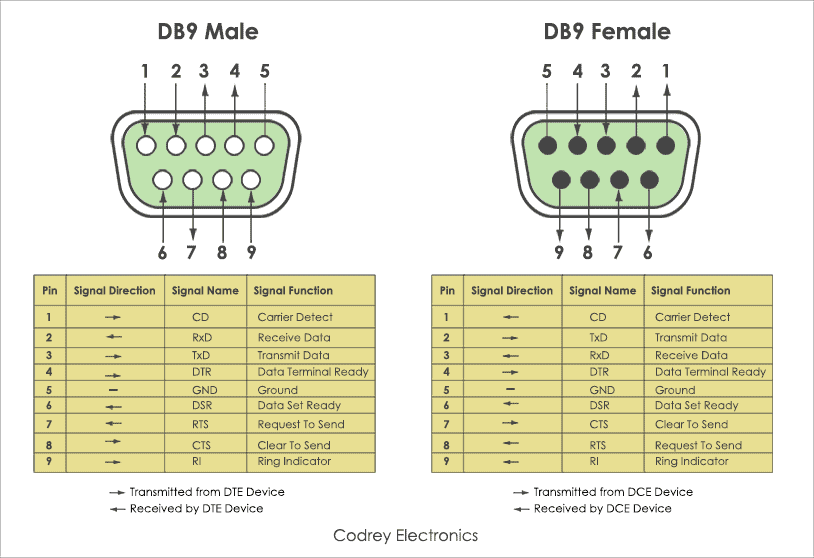 DB9 Male
DB9 Female
1 2 3 4 5
5 4 3 2 1
6 7 8 9
9 8 7 6
Pin Signal Direction Signal Name Signal Function
1 → CD Carrier Detect
2 ← RxD Receive Data
3 → TxD Transmit Data
4 → DTR Data Terminal Ready
5 – GND Ground
6 ← DSR Data Set Ready
7 ← RTS Request To Send
8 → CTS Clear To Send
9 → RI Ring Indicator
→ Transmitted from DTE Device
← Received by DTE Device
Pin Signal Direction Signal Name Signal Function
1 ← CD Carrier Detect
2 → TxD Transmit Data
3 ← RxD Receive Data
4 → DTR Data Terminal Ready
5 – GND Ground
6 ← DSR Data Set Ready
7 → CTS Clear To Send
8 ← RTS Request To Send
9 ← RI Ring Indicator
→ Transmitted from DCE Device
← Received by DCE Device
Codrey Electronics